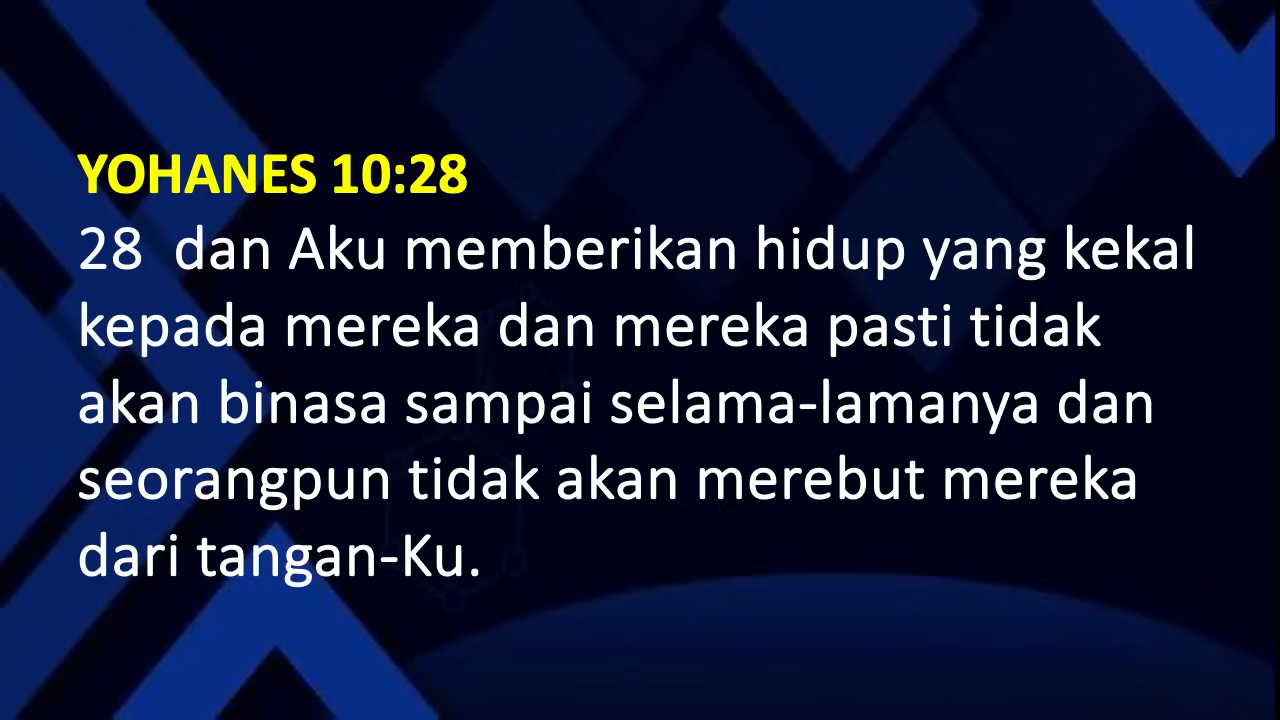 YOHANES 10:28
28  dan Aku memberikan hidup yang kekal
kepada mereka dan mereka pasti tidak
akan binasa sampai selama-lamanya dan
seorangpun tidak akan merebut mereka
dari tangan-Ku.